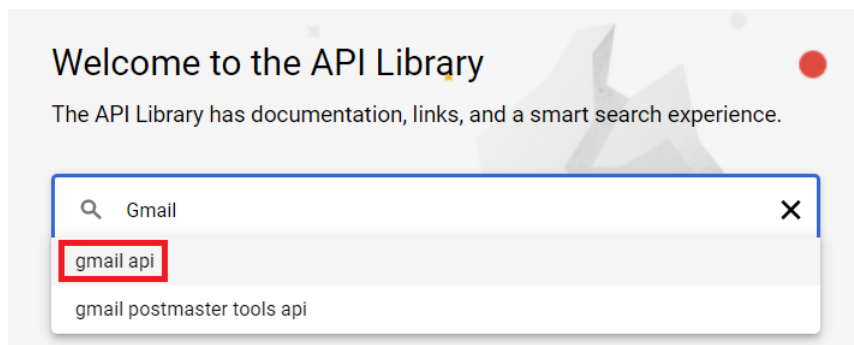 Welcome to the API Library
The API Library has documentation, links, and a smart search experience.
Gmail
gmail api
gmail postmaster tools api